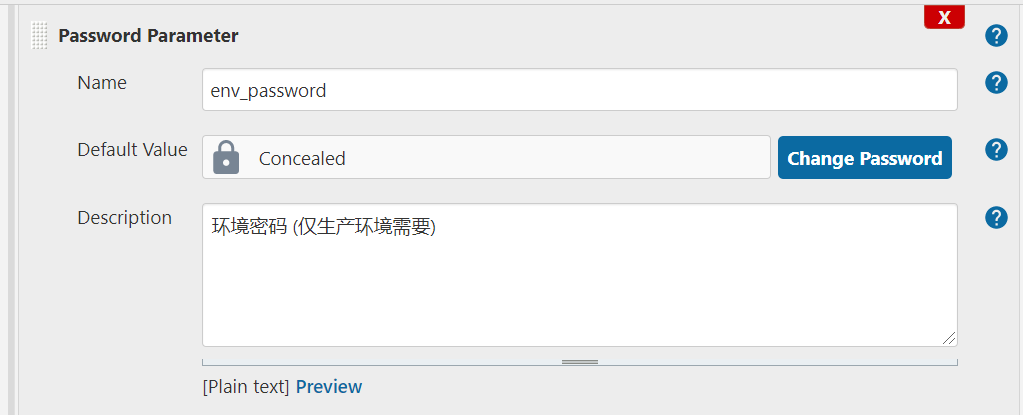 X
Password Parameter
?
Name
env_password
?
Default Value
Concealed
Change Password
?
Description
环境密码 (仅生产环境需要)
?
[Plain text] Preview